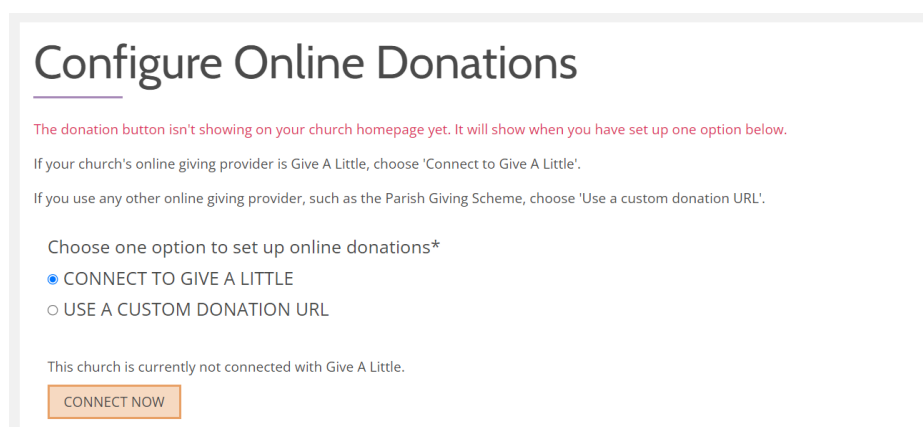 Configure Online Donations
The donation button isn't showing on your church homepage yet. It will show when you have set up one option below.
If your church's online giving provider is Give A Little, choose 'Connect to Give A Little'.
If you use any other online giving provider, such as the Parish Giving Scheme, choose 'Use a custom donation URL'.
Choose one option to set up online donations*
CONNECT TO GIVE A LITTLE
USE A CUSTOM DONATION URL
This church is currently not connected with Give A Little.
CONNECT NOW